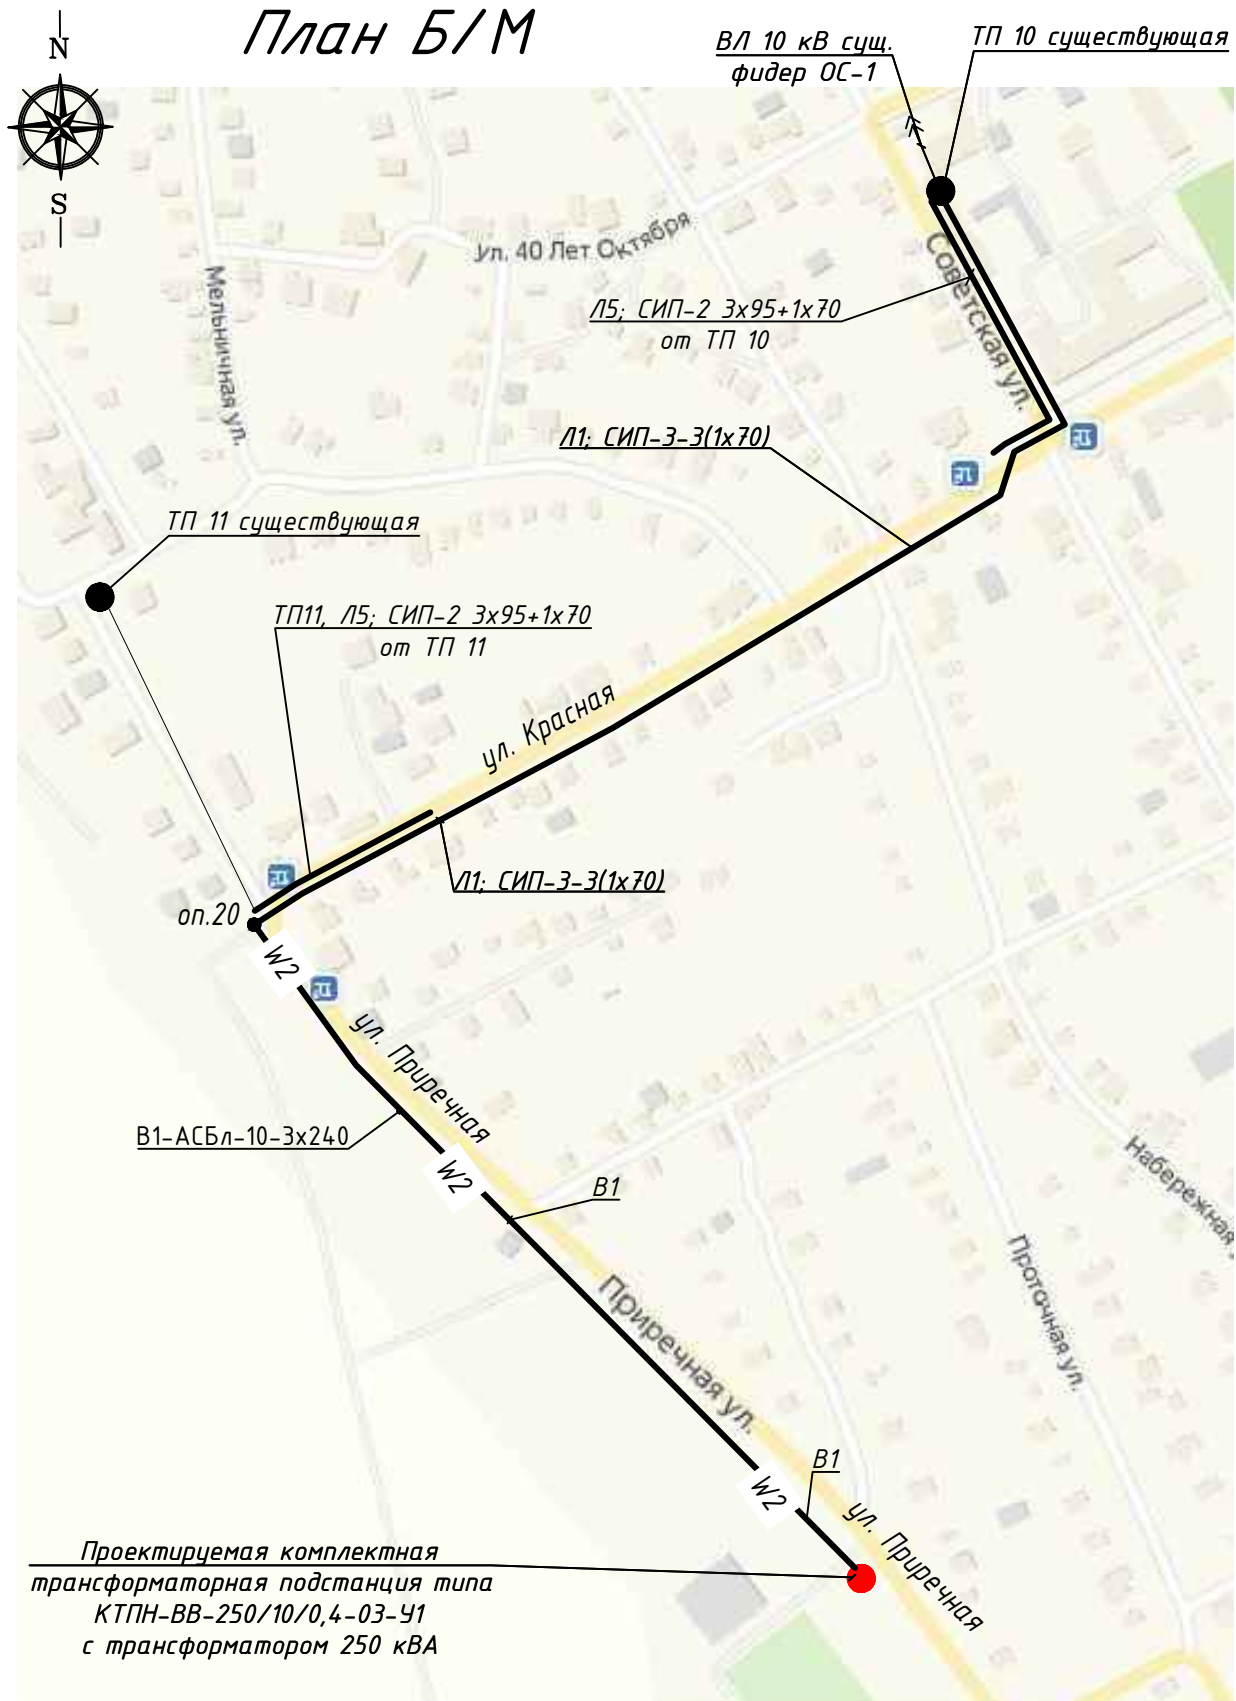 План Б/М
N
S
ВЛ 10 кВ сущ.
фидер ОС-1
ТП 10 существующая
ул. 40 Лет Октября
Советская ул.
Мельничная ул.
Л5; СИП-2 3х95+1х70
от ТП 10
Л1; СИП-3-3(1х70)
ТП 11 существующая
ТП11, Л5; СИП-2 3х95+1х70
от ТП 11
ул. Красная
Л1; СИП-3-3(1х70)
оп.20
W2
ул. Приречная
В1-АСБл-10-3х240
W2
В1
Набережная
Проточная ул.
Приречная ул.
В1
W2
ул. Приречная
Проектируемая комплектная
трансформаторная подстанция типа
КТПН-ВВ-250/10/0,4-03-У1
с трансформатором 250 кВА